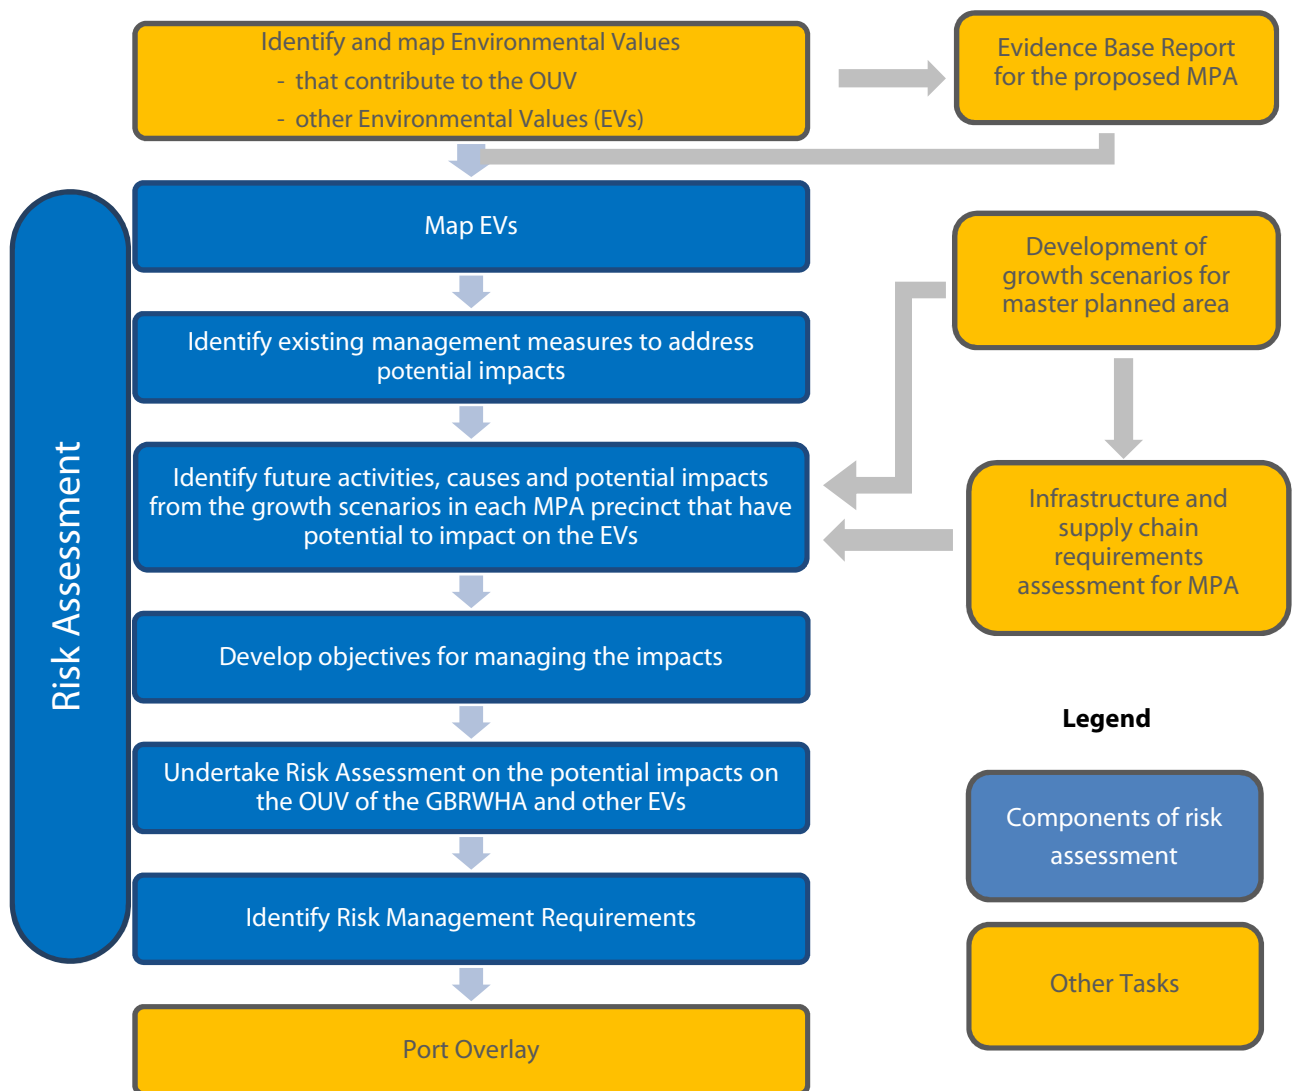 Identify and map Environmental Values
- that contribute to the OUV
- other Environmental Values (EVs)
Evidence Base Report
for the proposed MPA
Map EVs
Development of
growth scenarios for
master planned area
Identify existing management measures to address
potential impacts
Identify future activities, causes and potential impacts
from the growth scenarios in each MPA precinct that have
potential to impact on the EVs
Infrastructure and
supply chain
requirements
assessment for MPA
Risk Assessment
Develop objectives for managing the impacts
Undertake Risk Assessment on the potential impacts on
the OUV of the GBRWHA and other EVs
Identify Risk Management Requirements
Port Overlay
Legend
Components of risk
assessment
Other Tasks